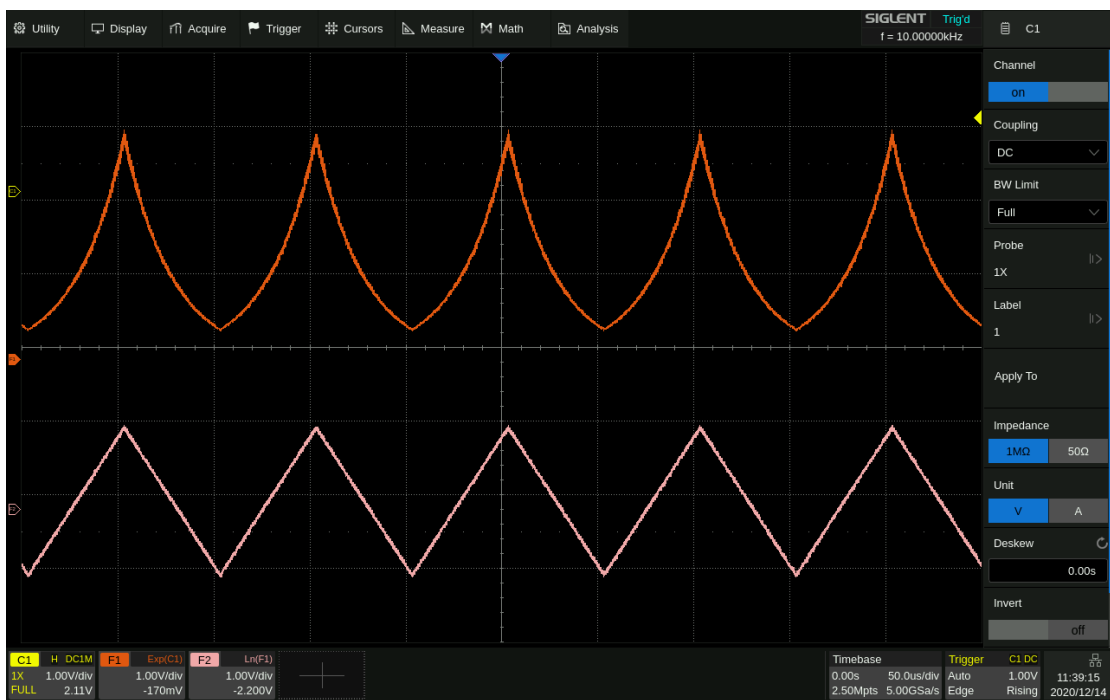 Utility Display Acquire Trigger Cursors Measure Math Analysis
SIGLENT Trig'd
f = 10.00000kHz
C1
Channel
on
Coupling
DC
BW Limit
Full
Probe
1X
Label
1
Apply To
Impedance
1MΩ 50Ω
Unit
V A
Deskew
0.00s
Invert
off
F2
C1 H DC1M
1X 1.00V/div
FULL 2.11V
F1 Exp(C1)
1.00V/div
-170mV
F2 Ln(F1)
1.00V/div
-2.200V
Timebase
0.00s 50.0us/div
2.50Mpts 5.00GSa/s
Trigger C1 DC
Auto 1.00V
Edge Rising
11:39:15
2020/12/14